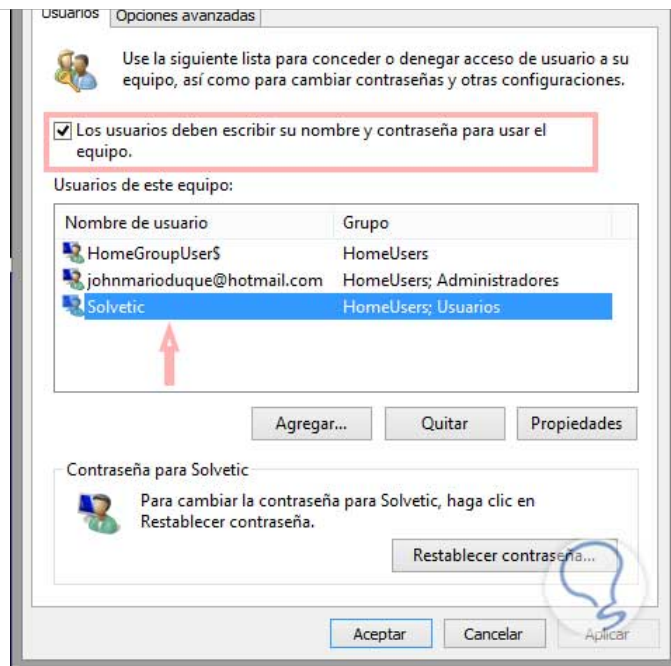 Usuarios Opciones avanzadas
Use la siguiente lista para conceder o denegar acceso de usuario a su
equipo, así como para cambiar contraseñas y otras configuraciones.
Los usuarios deben escribir su nombre y contraseña para usar el
equipo.
Usuarios de este equipo:
Nombre de usuario Grupo
HomeGroupUser$ HomeUsers
johnmarioduque@hotmail.com HomeUsers; Administradores
Solvetic HomeUsers; Usuarios
Agregar... Quitar Propiedades
Contraseña para Solvetic
Para cambiar la contraseña para Solvetic, haga clic en
Restablecer contraseña.
Restablecer contraseña...
Aceptar Cancelar Aplicar